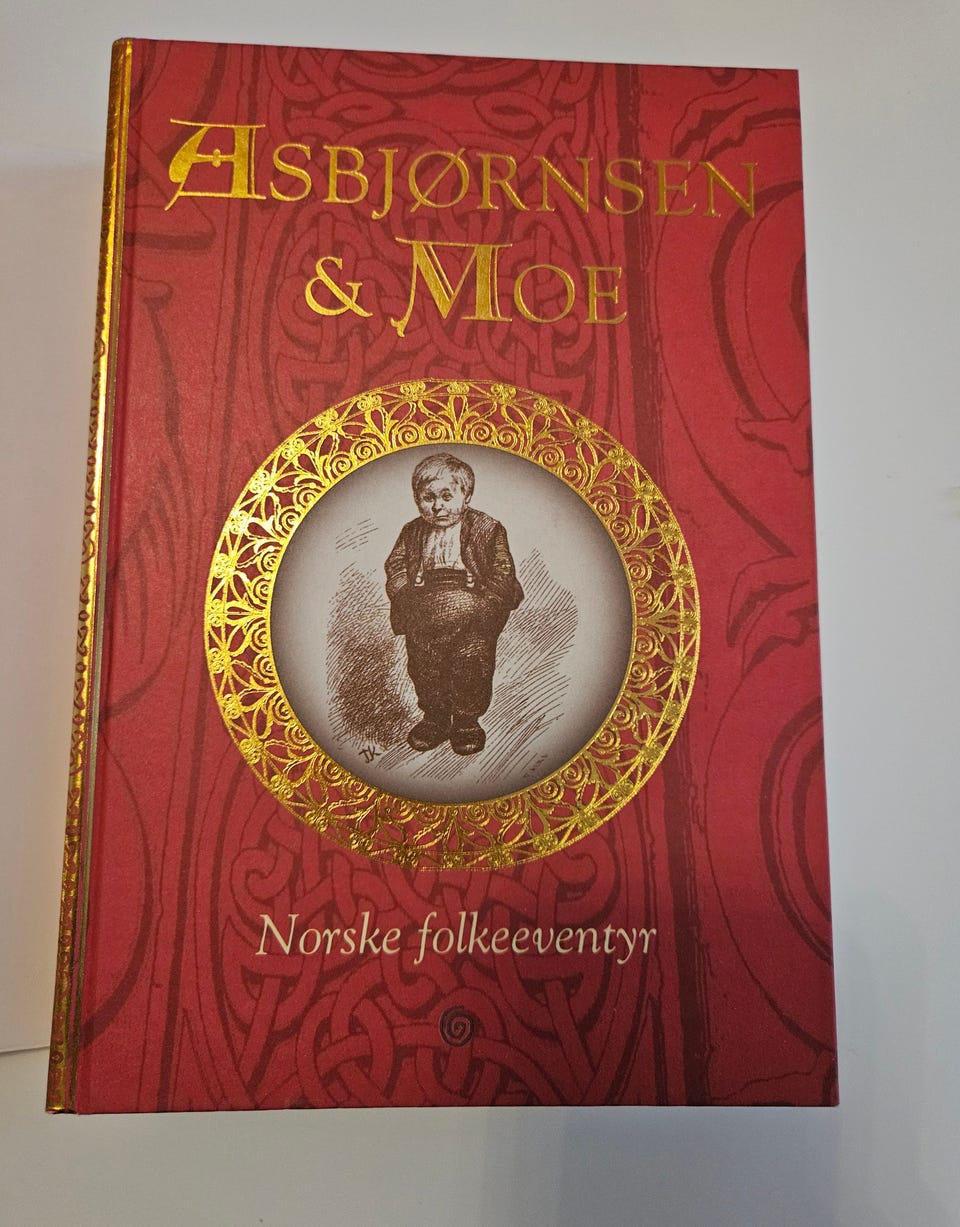 ASBJØRNSEN
& MOE
Norske folkeeventyr